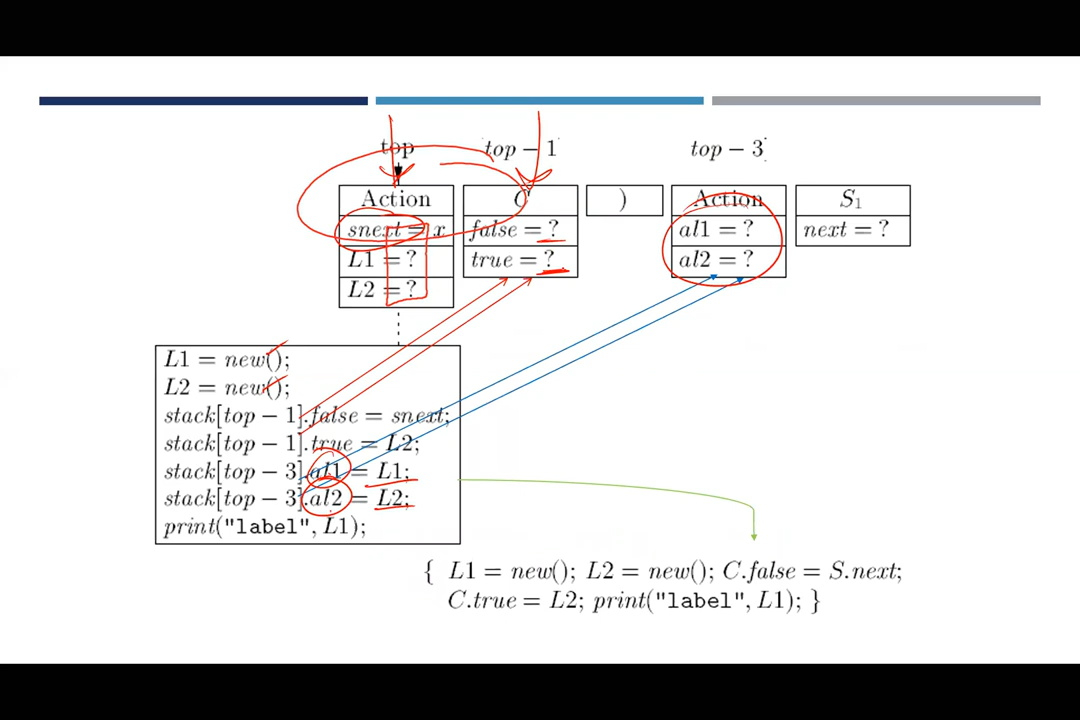 top top − 1 top − 3
Action C ) Action S1
snext = x false = ? al1 = ? next = ?
L1 = ? true = ? al2 = ?
L2 = ?
L1 = new();
L2 = new();
stack[top − 1].false = snext;
stack[top − 1].true = L2;
stack[top − 3].al1 = L1;
stack[top − 3].al2 = L2;
print("label", L1);
{ L1 = new(); L2 = new(); C.false = S.next;
C.true = L2; print("label", L1); }